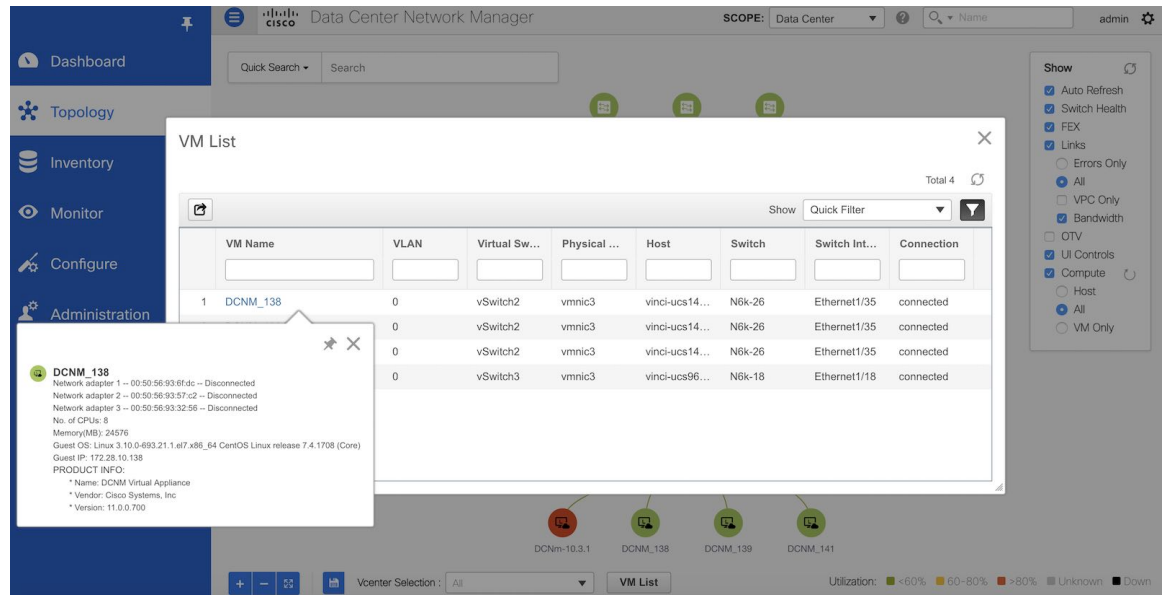 cisco Data Center Network Manager
SCOPE: Data Center
Name
admin
Dashboard
Topology
Inventory
Monitor
Configure
Administration
Quick Search
Search
Show
Auto Refresh
Switch Health
FEX
Links
Errors Only
All
VPC Only
Bandwidth
OTV
UI Controls
Compute
Host
All
VM Only
VM List
Total 4
Show Quick Filter
VM Name VLAN Virtual Sw... Physical ... Host Switch Switch Int... Connection
1 DCNM_138 0 vSwitch2 vmnic3 vinci-ucs14... N6k-26 Ethernet1/35 connected
0 vSwitch2 vmnic3 vinci-ucs14... N6k-26 Ethernet1/35 connected
0 vSwitch2 vmnic3 vinci-ucs14... N6k-26 Ethernet1/35 connected
0 vSwitch3 vmnic3 vinci-ucs96... N6k-18 Ethernet1/18 connected
DCNM_138
Network adapter 1 -- 00:50:56:93:6f:dc -- Disconnected
Network adapter 2 -- 00:50:56:93:57:c2 -- Disconnected
Network adapter 3 -- 00:50:56:93:32:56 -- Disconnected
No. of CPUs: 8
Memory(MB): 24576
Guest OS: Linux 3.10.0-693.21.1.el7.x86_64 CentOS Linux release 7.4.1708 (Core)
Guest IP: 172.28.10.138
PRODUCT INFO:
* Name: DCNM Virtual Appliance
* Vendor: Cisco Systems, Inc
* Version: 11.0.0.700
DCNm-10.3.1 DCNM_138 DCNM_139 DCNM_141
Vcenter Selection : All
VM List
Utilization: <60% 60-80% >80% Unknown Down